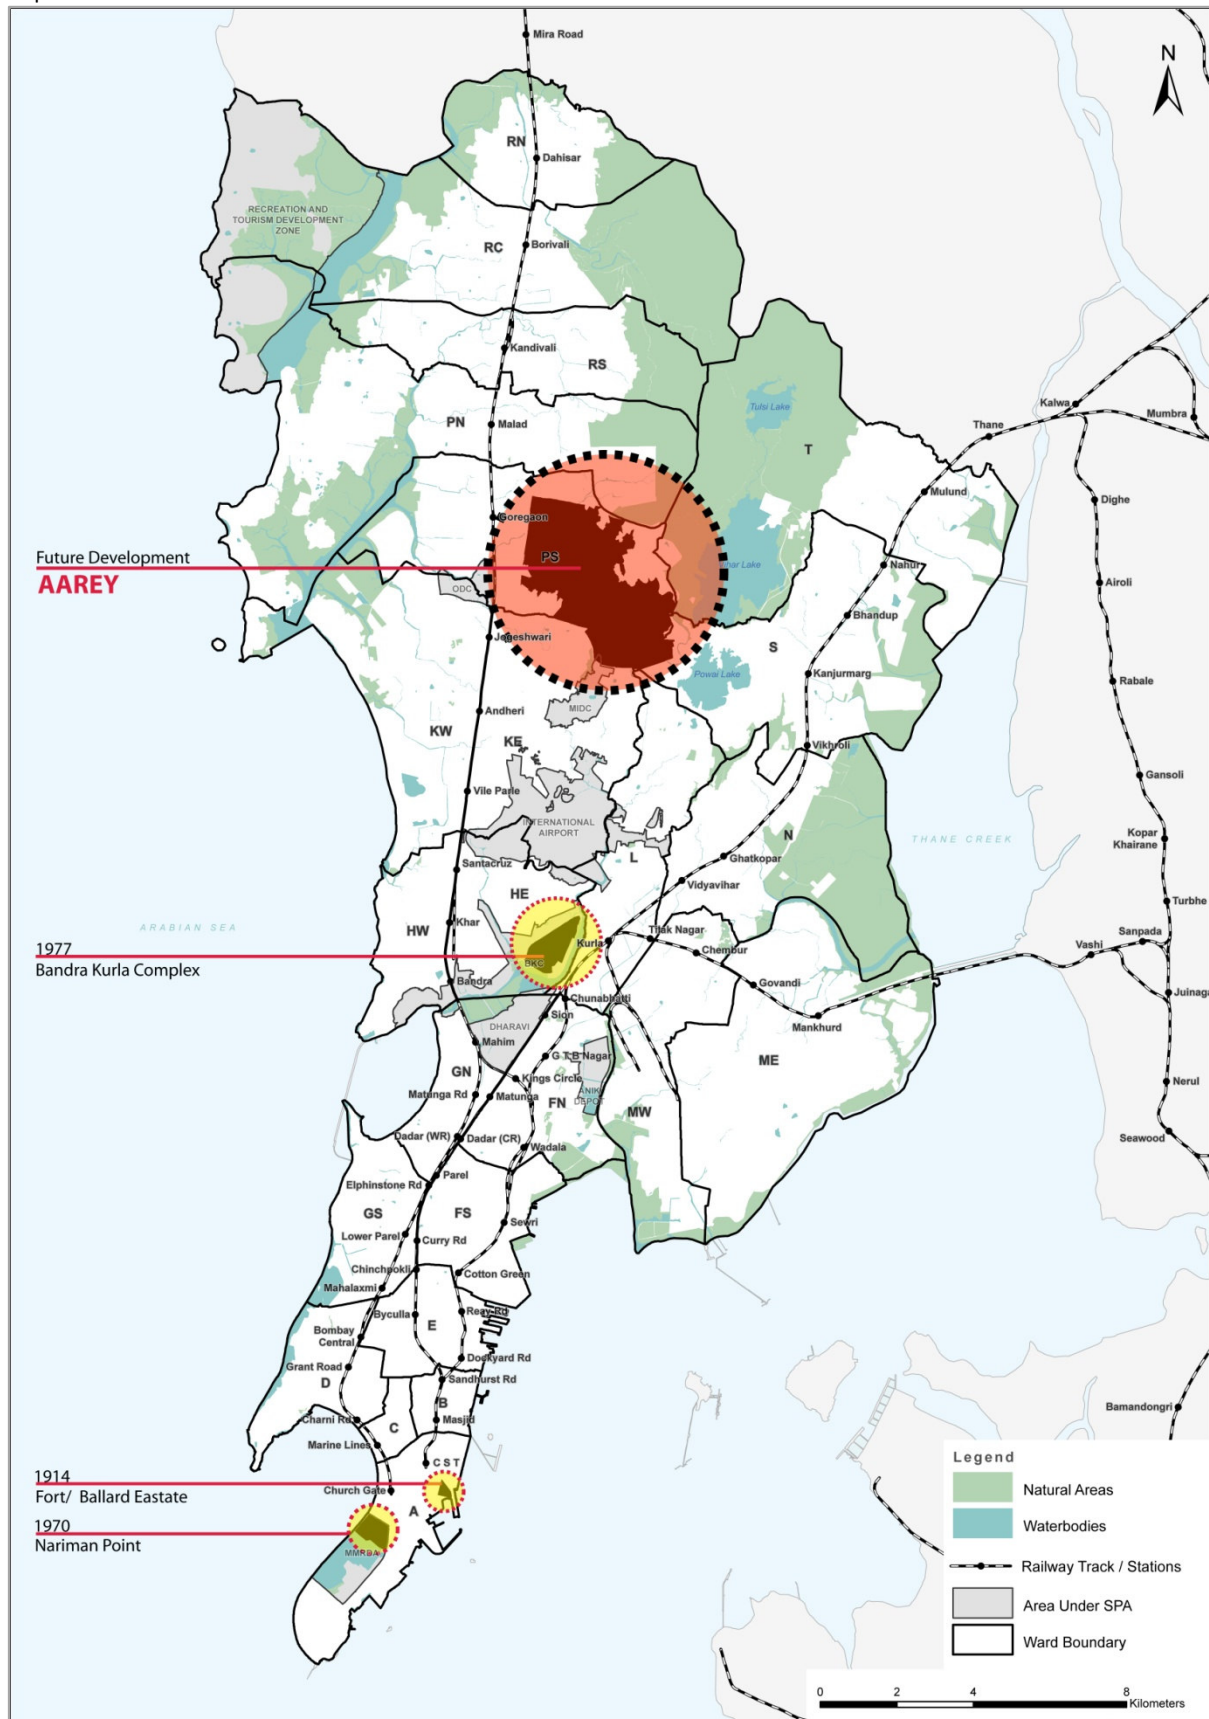 Mira Road
N
RN
Dahisar
RECREATION AND
TOURISM DEVELOPMENT
ZONE
RC
Borivali
Kandivali
RS
Tulsi Lake
Kalwa
Mumbra
PN
Malad
Thane
T
Mulund
Dighe
Goregaon
Future Development
AAREY
PS
Nahur
Airoli
ODC
Bhandup
Jogeshwari
S
Powai Lake
Kanjurmarg
Rabale
MIDC
Andheri
KW
KE
Vikhroli
Gansoli
Vile Parle
INTERNATIONAL
AIRPORT
N
THANE CREEK
Kopar
Khairane
L
Ghatkopar
Santacruz
Vidyavihar
HE
Turbhe
ARABIAN SEA
HW
Khar
Kurla
Tilak Nagar
Sanpada
Vashi
1977
Bandra Kurla Complex
BKC
Chembur
Bandra
Govandi
Juinaga
Chunabhatti
Sion
Mankhurd
DHARAVI
Mahim
G T B Nagar
ME
GN
Kings Circle
ANIK
DEPOT
Nerul
Matunga Rd
Matunga
FN
MW
Seawood
Dadar (WR)
Dadar (CR)
Wadala
Parel
Elphinstone Rd
GS
FS
Sewri
Lower Parel
Curry Rd
Chinchpokli
Cotton Green
Mahalaxmi
Byculla
Reay Rd
E
Bombay
Central
Dockyard Rd
Grant Road
Sandhurst Rd
D
B
Charni Rd
C
Masjid
Bamandongri
Marine Lines
C S T
1914
Fort/ Ballard Eastate
Church Gate
A
1970
Nariman Point
MMRDA
Legend
Natural Areas
Waterbodies
Railway Track / Stations
Area Under SPA
Ward Boundary
0 2 4 8
Kilometers